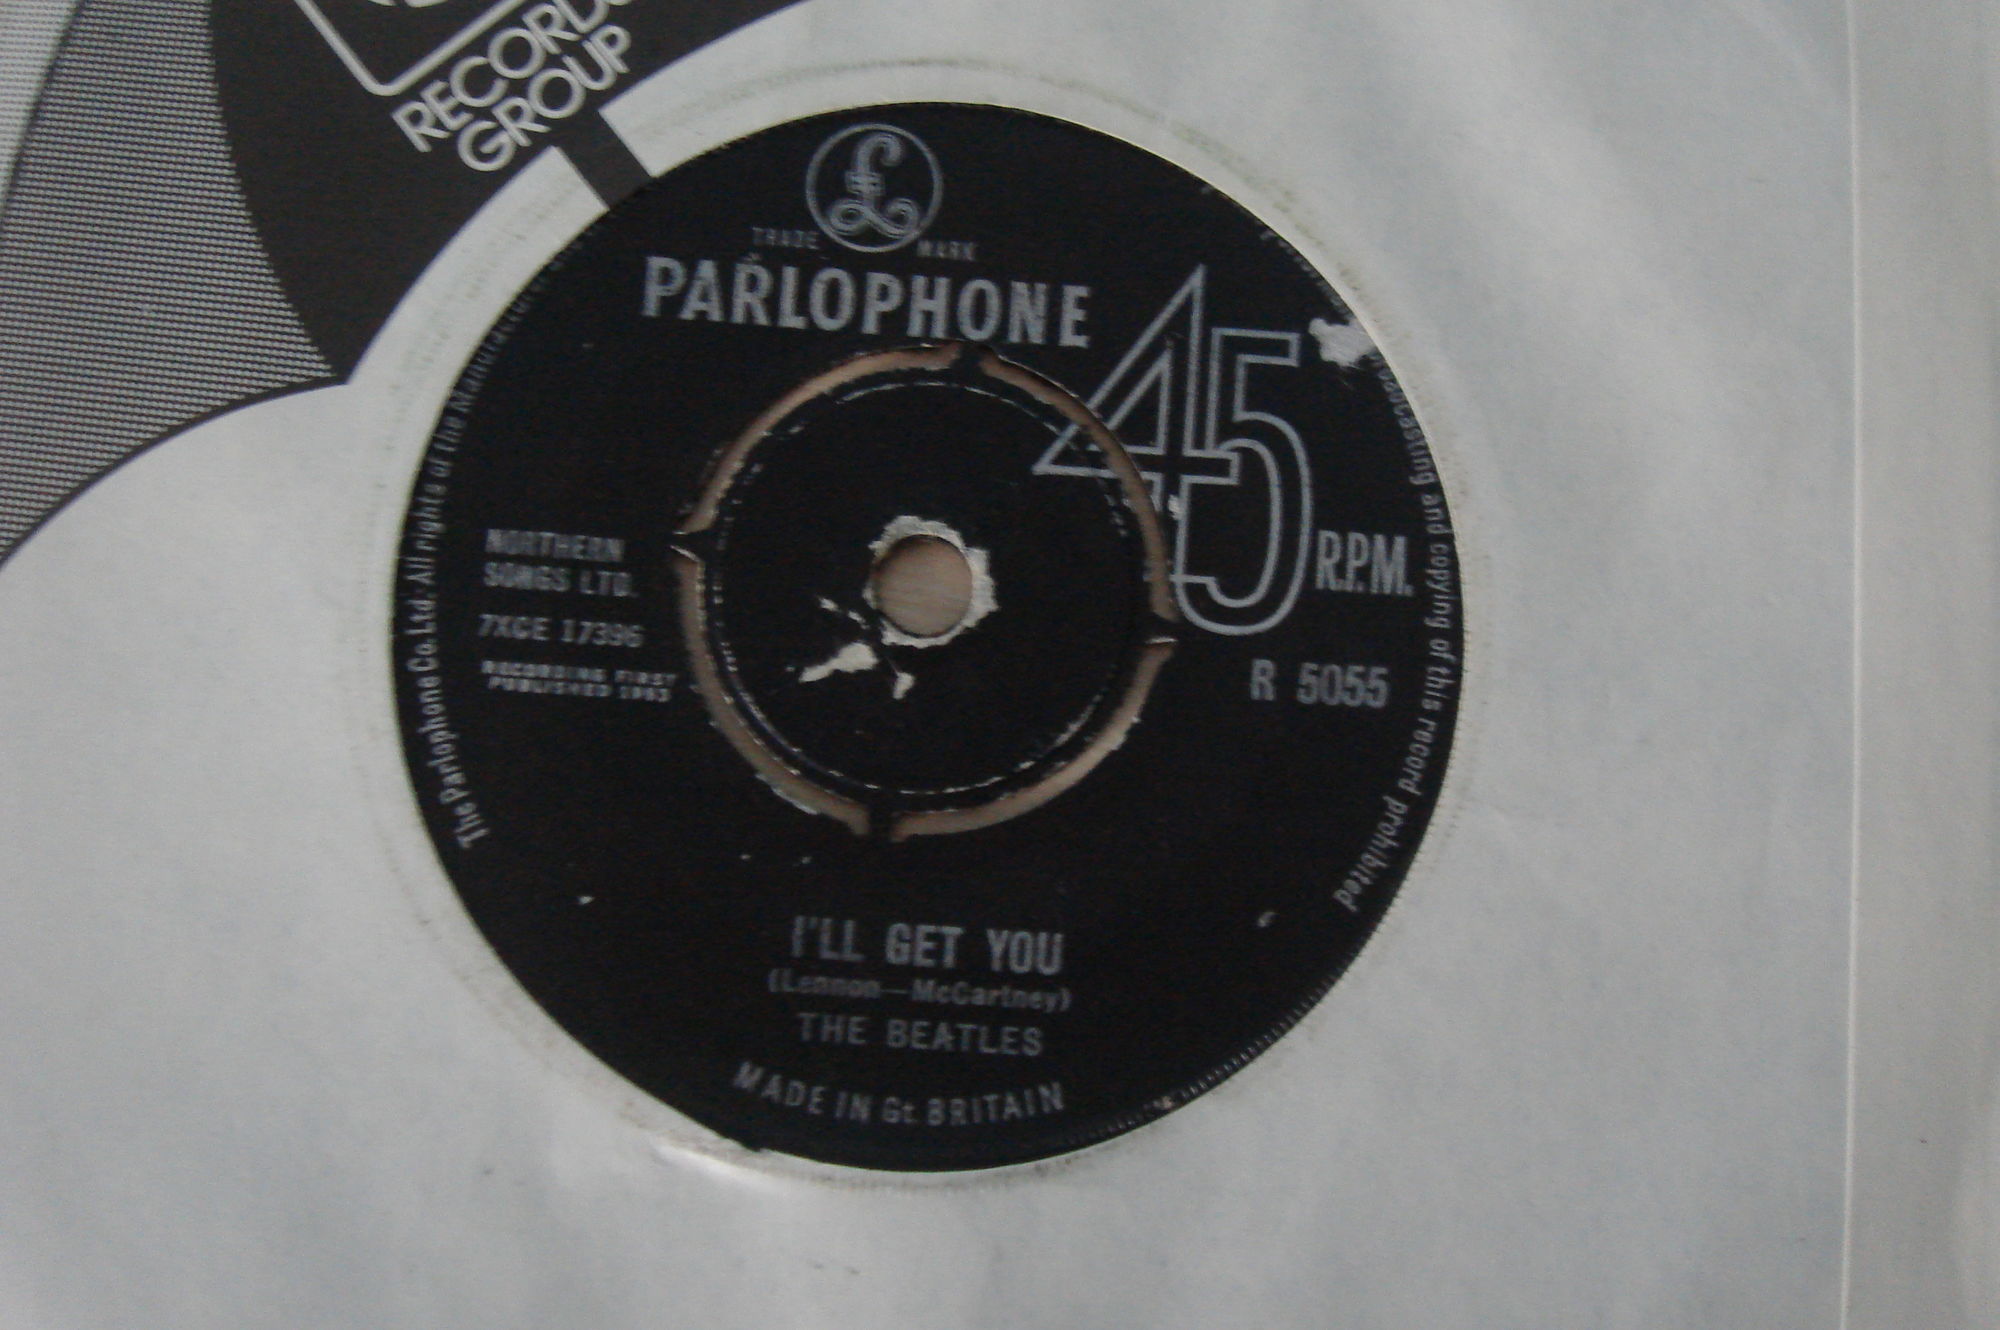 RECORD
GROUP
£
TRADE MARK
PARLOPHONE
45
R.P.M.
NORTHERN
SONGS LTD.
7XCE 17396
RECORDING FIRST
PUBLISHED 1963
R 5055
I'LL GET YOU
(Lennon—McCartney)
THE BEATLES
MADE IN Gt. BRITAIN
The Parlophone Co. Ltd. All rights of the Manufactur
casting and copying of this record prohibited